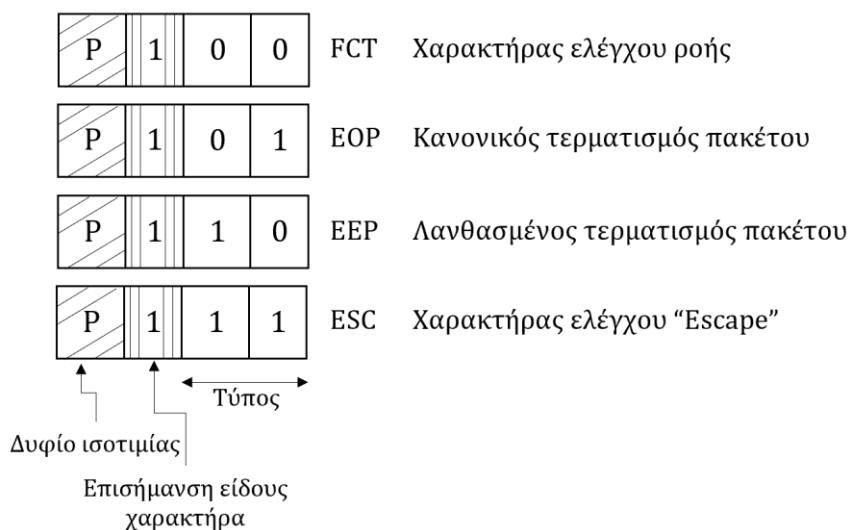 P 1 0 0 FCT Χαρακτήρας ελέγχου ροής
P 1 0 1 EOP Κανονικός τερματισμός πακέτου
P 1 1 0 EEP Λανθασμένος τερματισμός πακέτου
P 1 1 1 ESC Χαρακτήρας ελέγχου “Escape”
Τύπος
Δυφίο ισοτιμίας
Επισήμανση είδους
χαρακτήρα